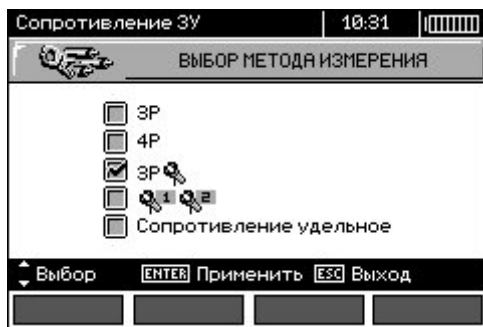 Сопротивление ЗУ 10:31
ВЫБОР МЕТОДА ИЗМЕРЕНИЯ
3P
4P
3P
1 2
Сопротивление удельное
Выбор ENTER Применить ESC Выход